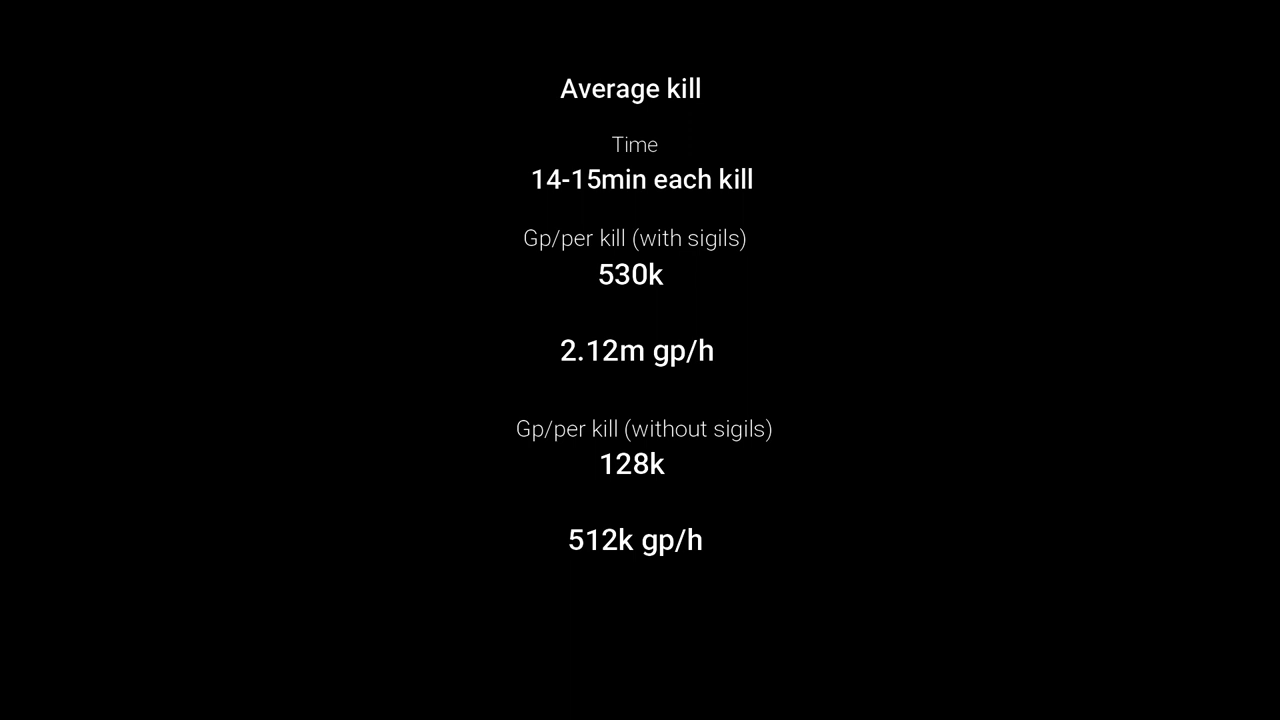 Average kill
Time
14-15min each kill
Gp/per kill (with sigils)
530k
2.12m gp/h
Gp/per kill (without sigils)
128k
512k gp/h